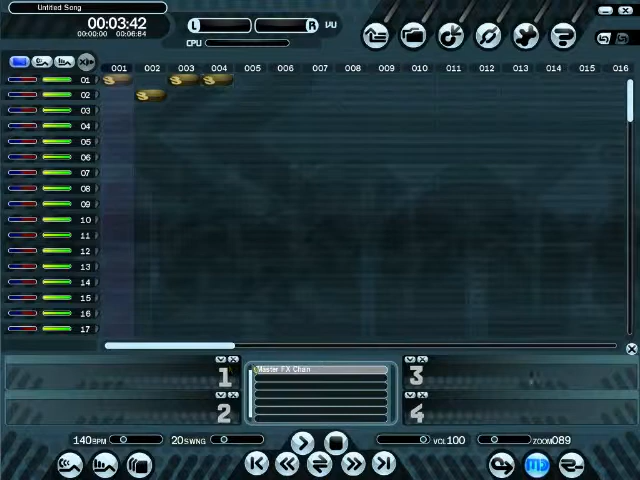 Untitled Song
00:03:42
00:00:00 00:06:84
L R VU
CPU
001 002 003 004 005 006 007 008 009 010 011 012 013 014 015 016
01
02
03
04
05
06
07
08
09
10
11
12
13
14
15
16
17
Master FX Chain
1
2
3
4
140BPM
20SWNG
VOL100
ZOOM089